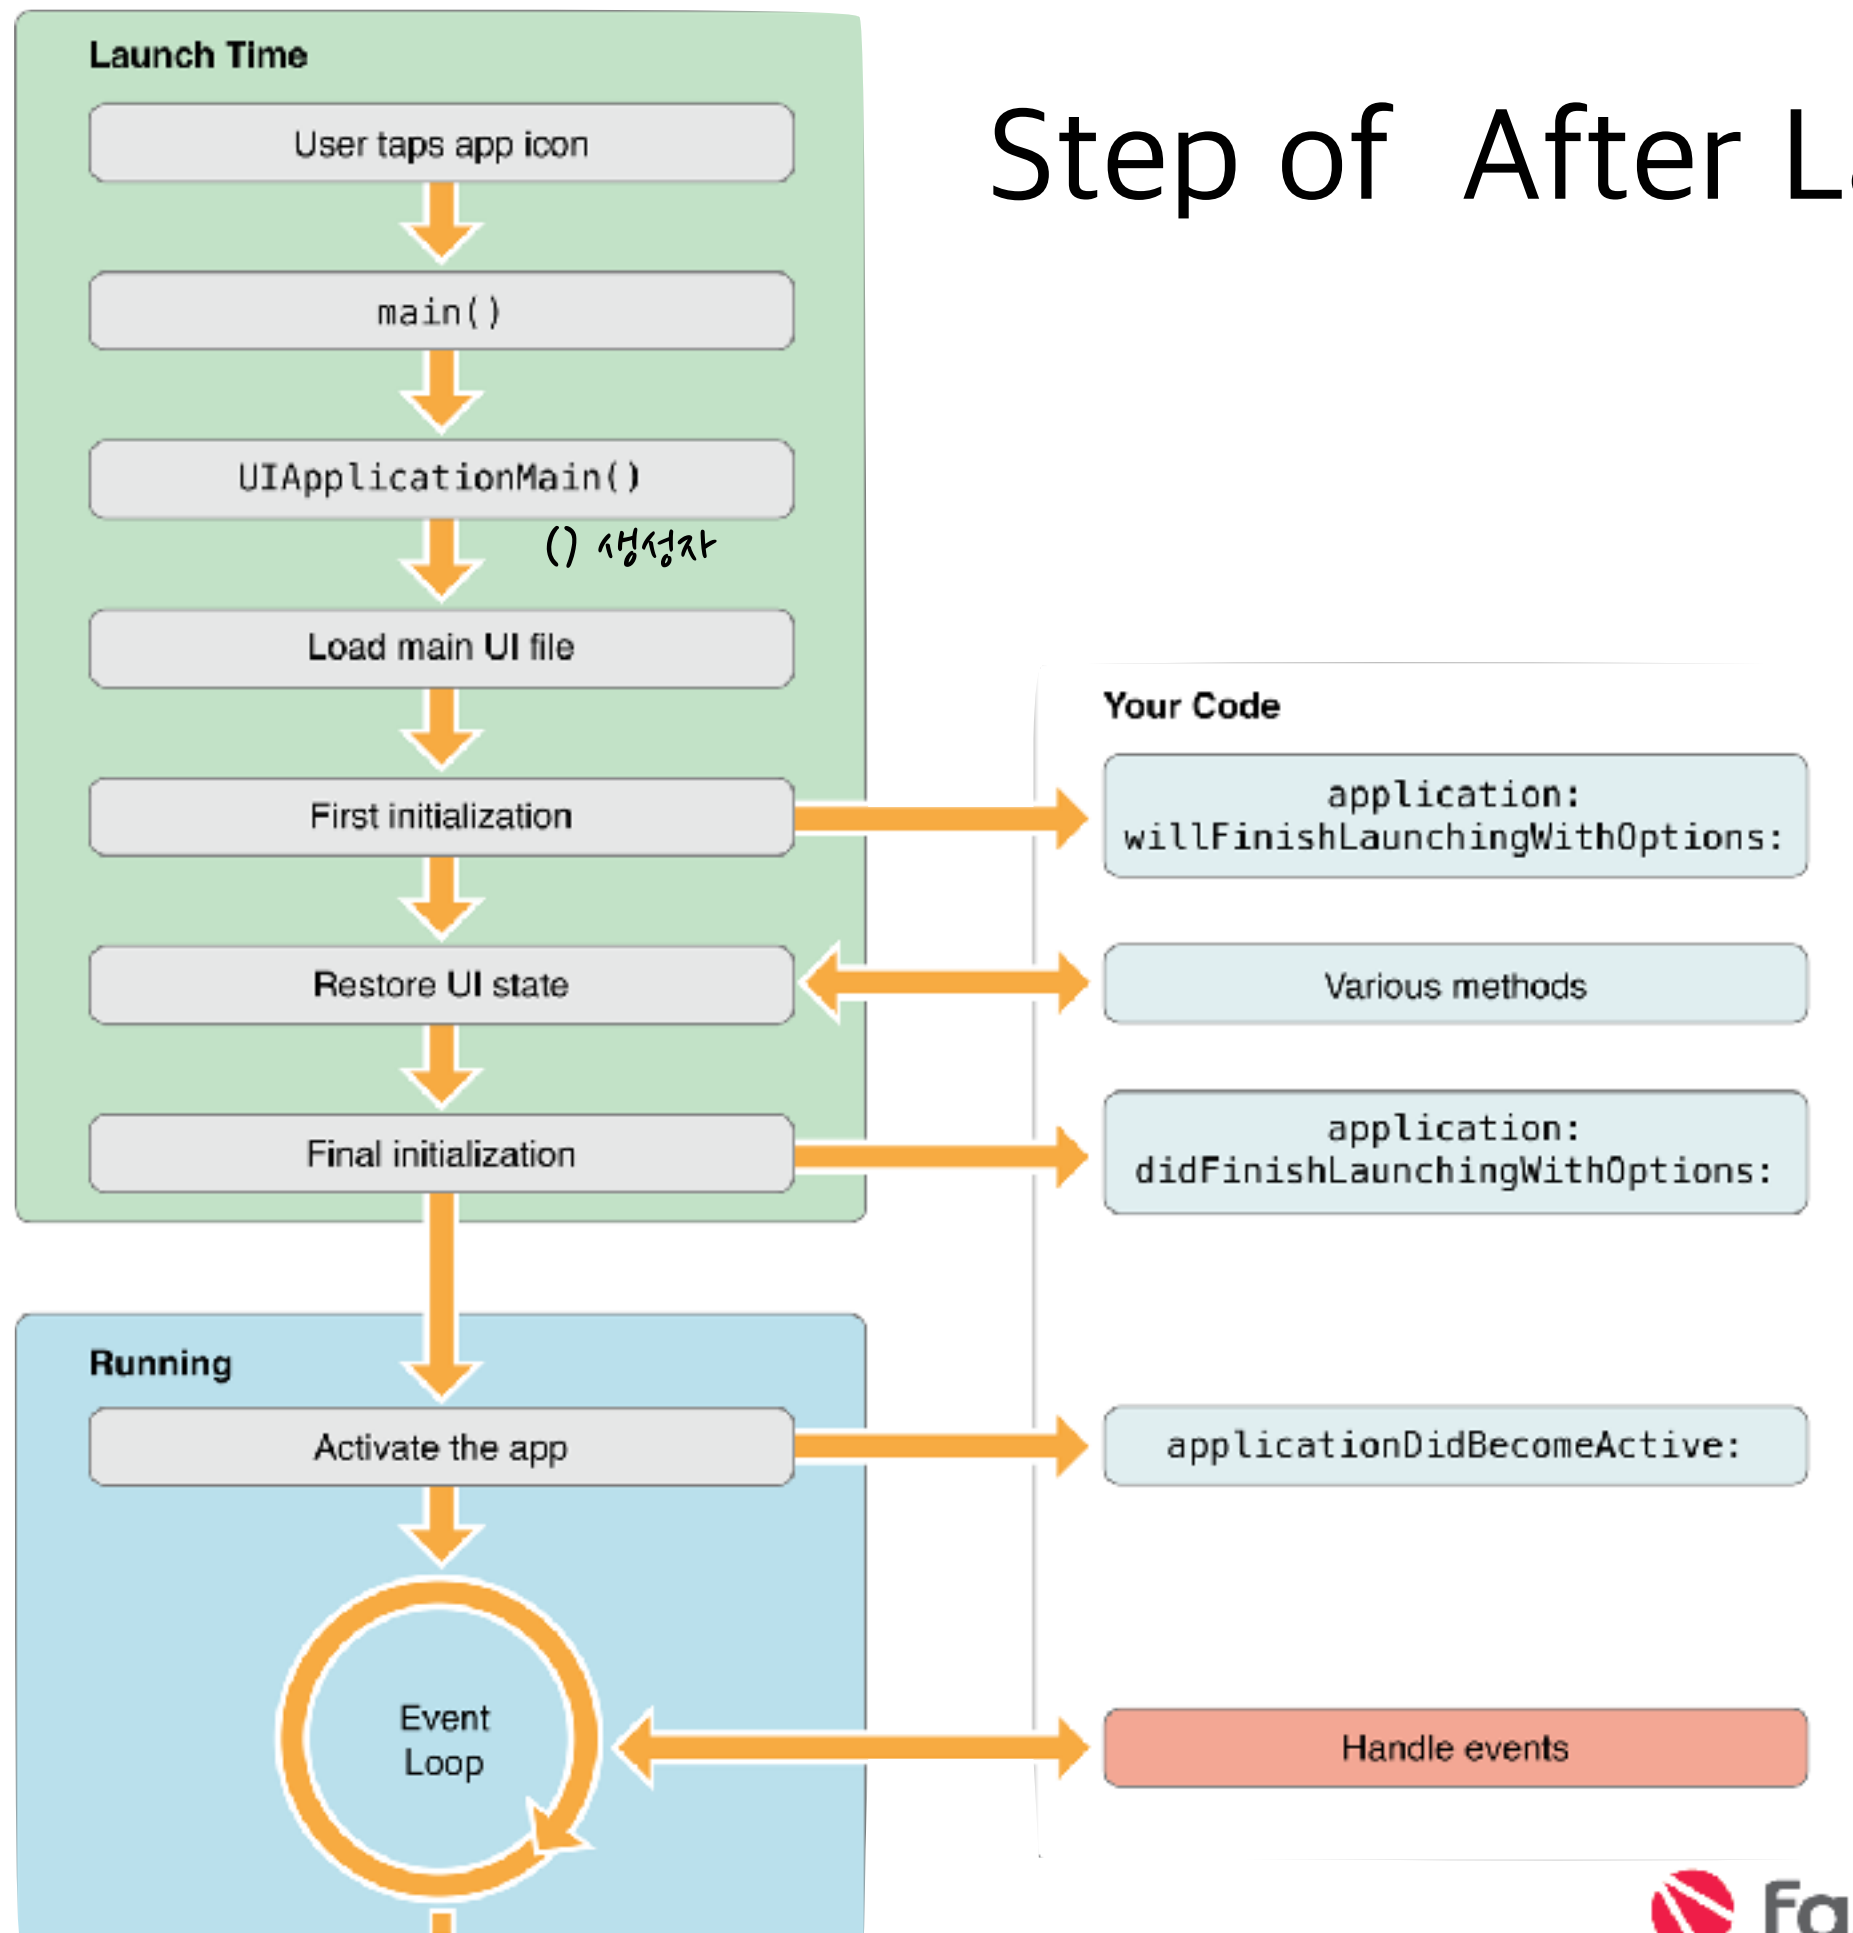 Launch Time
User taps app icon
main()
UIApplicationMain()
() 생성자
Load main UI file
First initialization
Restore UI state
Final initialization
Running
Activate the app
Event
Loop
Step of After
Your Code
application:
willFinishLaunchingWithOptions:
Various methods
application:
didFinishLaunchingWithOptions:
applicationDidBecomeActive:
Handle events